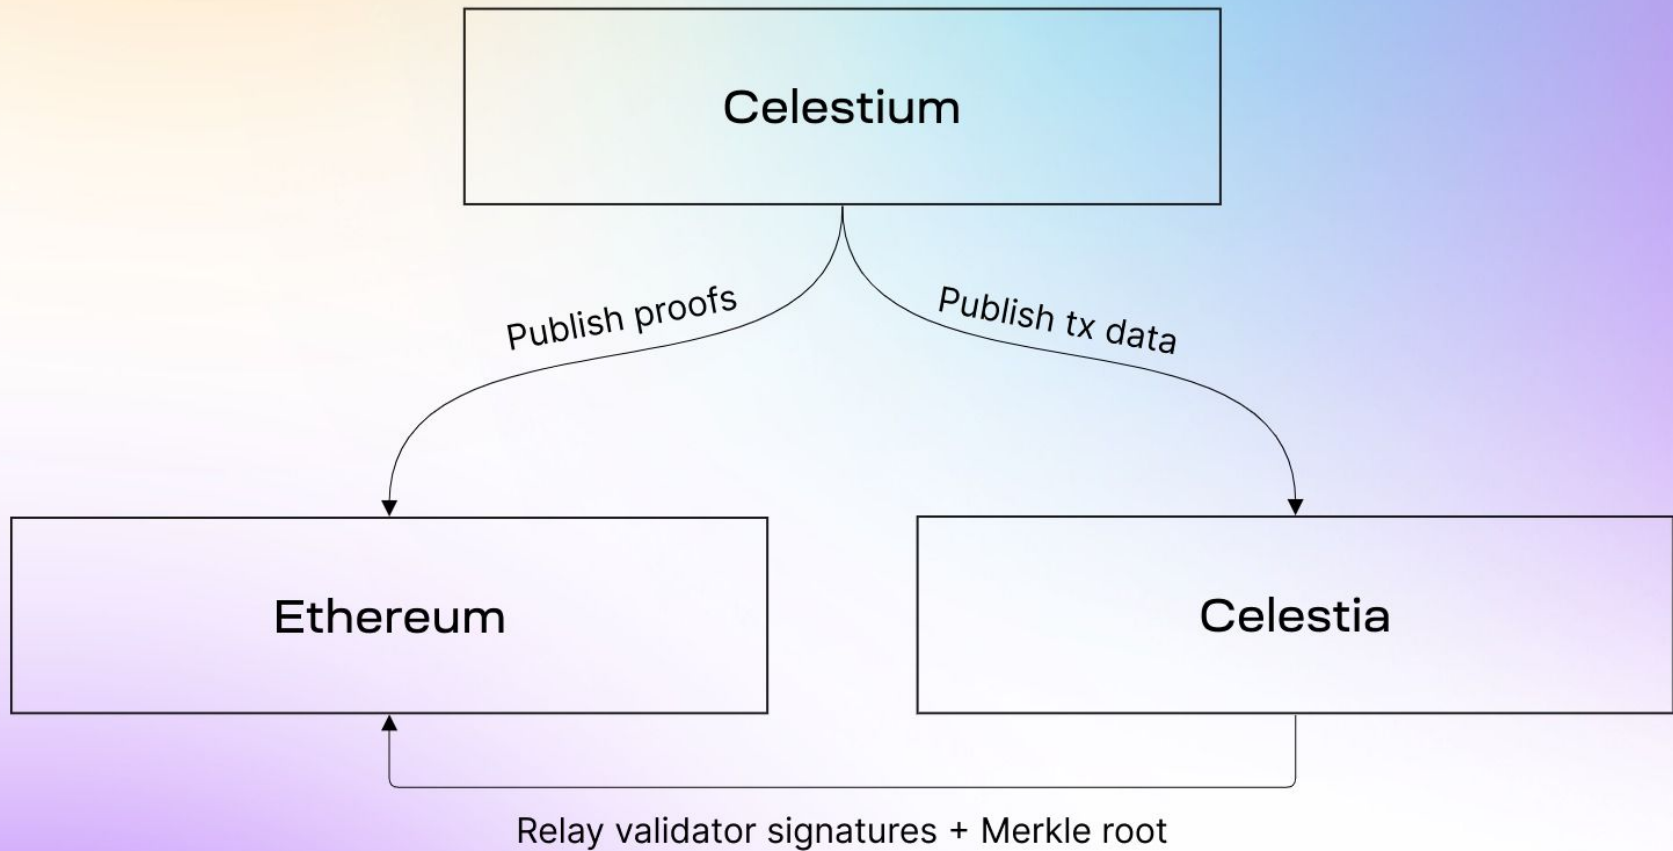 Celestium
Publish proofs
Publish tx data
Ethereum
Celestia
Relay validator signatures + Merkle root